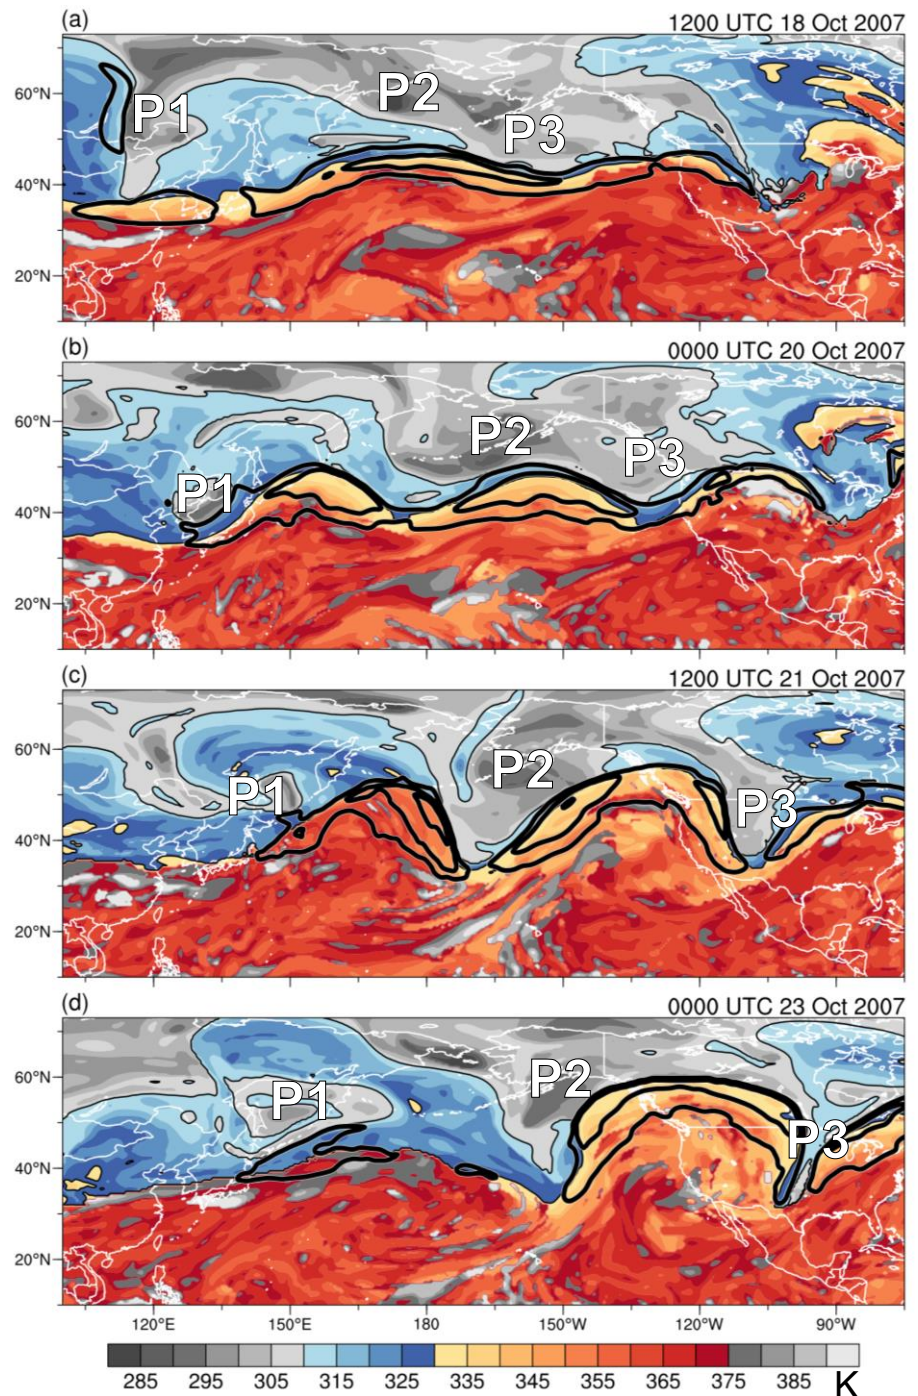 (a) 1200 UTC 18 Oct 2007
60°N
P1 P2 P3
40°N
20°N
(b) 0000 UTC 20 Oct 2007
60°N
P1 P2 P3
40°N
20°N
(c) 1200 UTC 21 Oct 2007
60°N
P1 P2 P3
40°N
20°N
(d) 0000 UTC 23 Oct 2007
60°N
P1 P2 P3
40°N
20°N
120°E 150°E 180 150°W 120°W 90°W
285 295 305 315 325 335 345 355 365 375 385 K